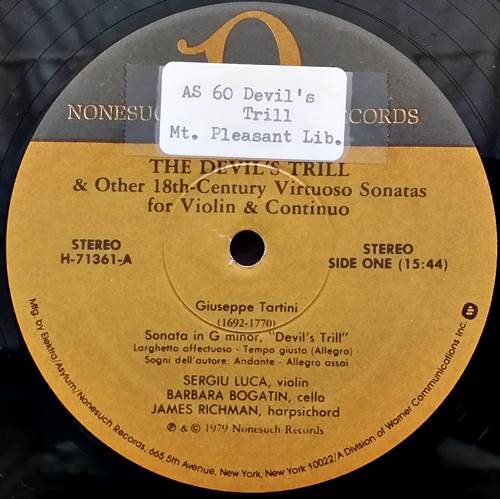 AS 60 Devil's
Trill
Mt. Pleasant Lib.
NONESUCH RECORDS
THE DEVIL'S TRILL
& Other 18th-Century Virtuoso Sonatas
for Violin & Continuo
STEREO
H-71361-A
STEREO
SIDE ONE (15:44)
Giuseppe Tartini
(1692-1770)
Sonata in G minor, "Devil's Trill"
Larghetto affectuoso - Tempo giusto (Allegro)
Sogni dell'autore: Andante - Allegro assai
SERGIU LUCA, violin
BARBARA BOGATIN, cello
JAMES RICHMAN, harpsichord
℗ & © 1979 Nonesuch Records
Mfg. by Elektra/Asylum/Nonesuch Records, 665 5th Avenue, New York, New York 10022/A Division of Warner Communications Inc.